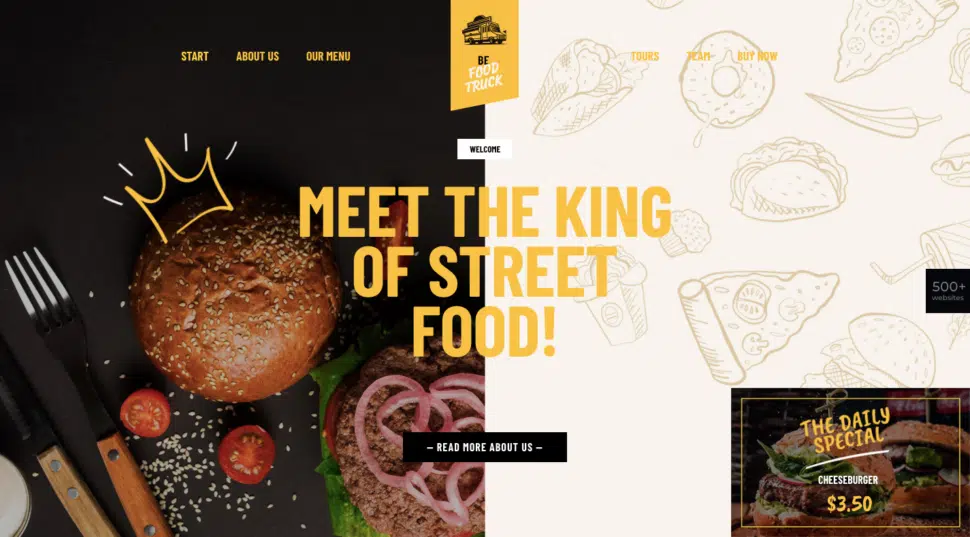 START ABOUT US OUR MENU
BE
FOOD
TRUCK
TOURS TEAM BUY NOW
WELCOME
MEET THE KING
OF STREET
FOOD!
500+
websites
— READ MORE ABOUT US —
THE DAILY
SPECIAL
CHEESEBURGER
$3.50